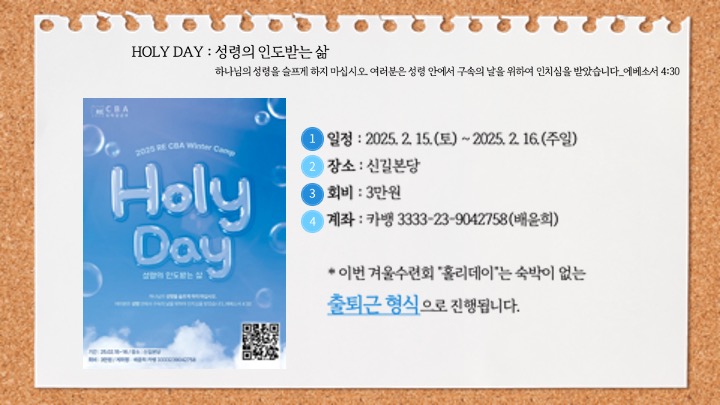 HOLY DAY : 성령의 인도받는 삶
하나님의 성령을 슬프게 하지 마십시오. 여러분은 성령 안에서 구속의 날을 위하여 인치심을 받았습니다_에베소서 4:30
CBA
2025 RE CBA Winter Camp
Holy
Day
성령의 인도받는 삶
1 일정 : 2025. 2. 15.(토) ~ 2025. 2. 16.(주일)
2 장소 : 신길본당
3 회비 : 3만원
4 계좌 : 카뱅 3333-23-9042758(배윤희)
* 이번 겨울수련회 "홀리데이"는 숙박이 없는
출퇴근 형식으로 진행됩니다.